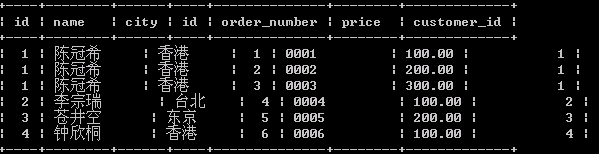 id | name | city | id | order_number | price | customer_id |
1 | 陈冠希 | 香港 | 1 | 0001 | 100.00 | 1 |
1 | 陈冠希 | 香港 | 2 | 0002 | 200.00 | 1 |
1 | 陈冠希 | 香港 | 3 | 0003 | 300.00 | 1 |
2 | 李宗瑞 | 台北 | 4 | 0004 | 100.00 | 2 |
3 | 苍井空 | 东京 | 5 | 0005 | 200.00 | 3 |
4 | 钟欣桐 | 香港 | 6 | 0006 | 100.00 | 4 |